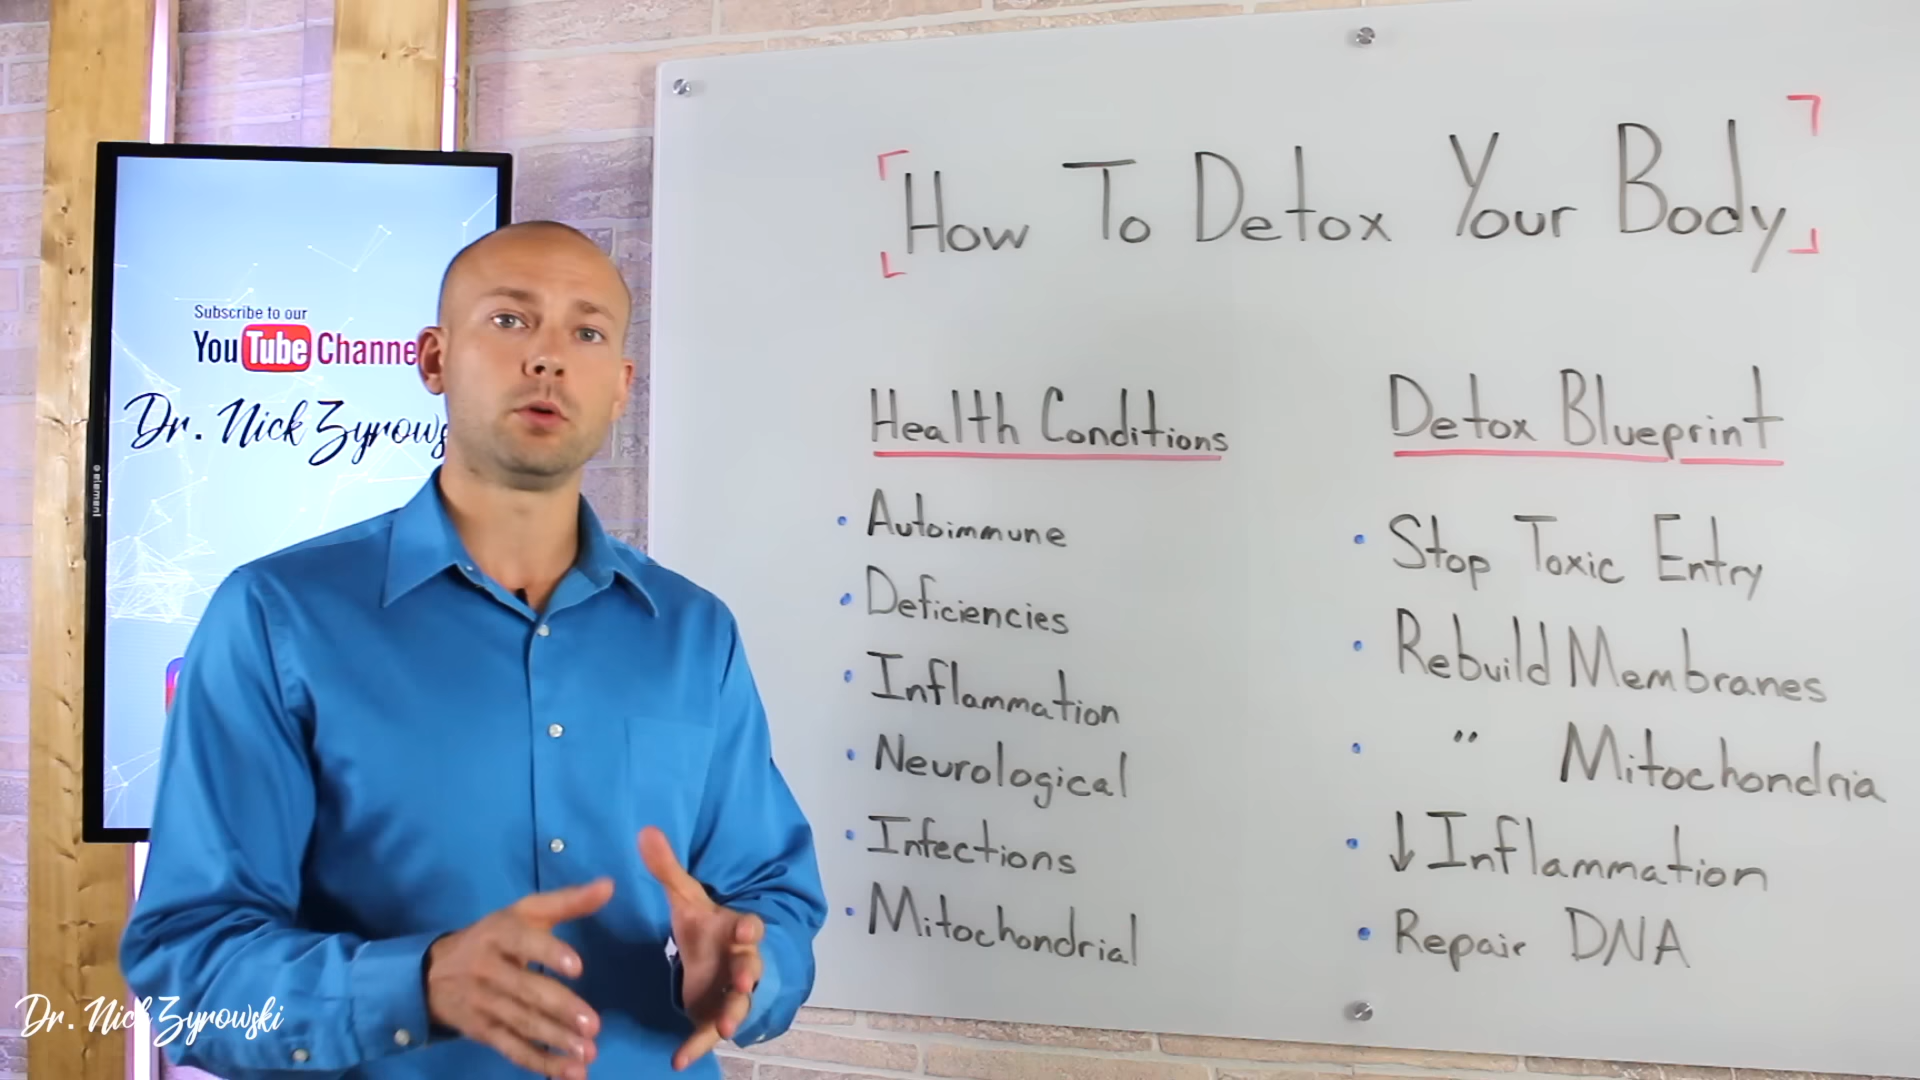 Subscribe to our
YouTube Channe
Dr. Nick Zyrows
element
How To Detox Your Body
Health Conditions
• Autoimmune
• Deficiencies
• Inflammation
• Neurological
• Infections
• Mitochondrial
Detox Blueprint
• Stop Toxic Entry
• Rebuild Membranes
• " Mitochondria
• ↓ Inflammation
• Repair DNA
Dr. Nick Zyrowski